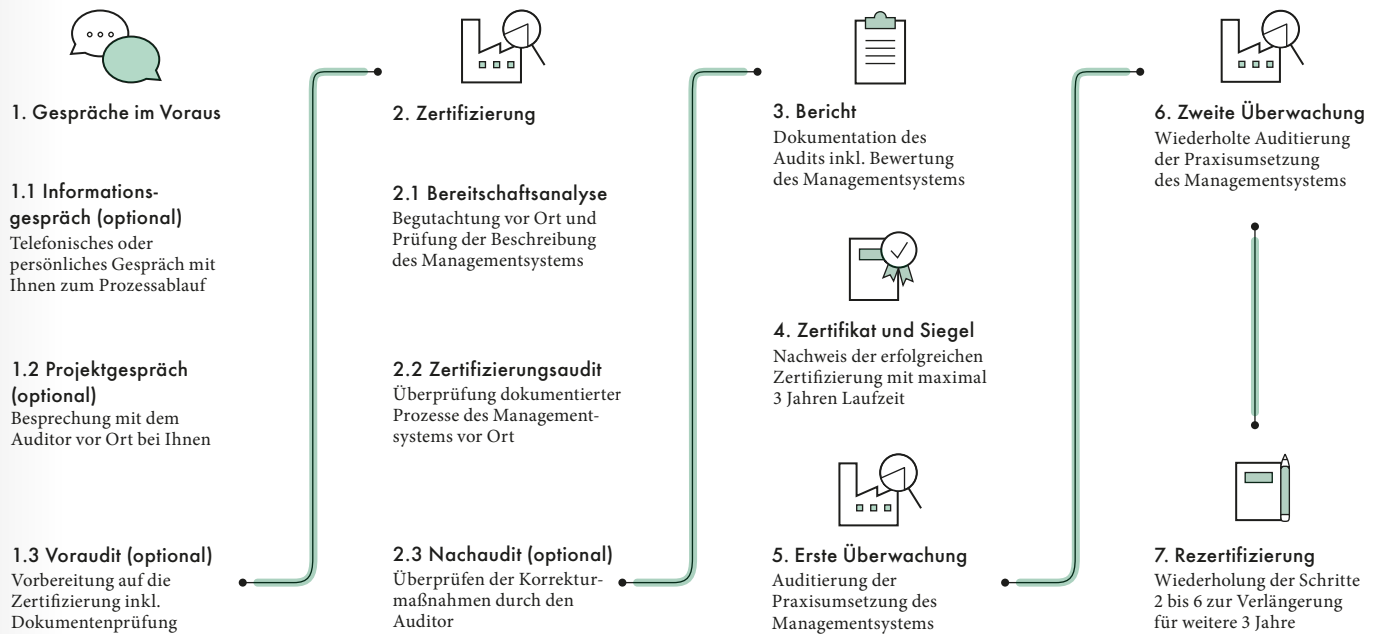 1. Gespräche im Voraus
1.1 Informations-
gespräch (optional)
Telefonisches oder
persönliches Gespräch mit
Ihnen zum Prozessablauf
1.2 Projektgespräch
(optional)
Besprechung mit dem
Auditor vor Ort bei Ihnen
1.3 Voraudit (optional)
Vorbereitung auf die
Zertifizierung inkl.
Dokumentenprüfung
2. Zertifizierung
2.1 Bereitschaftsanalyse
Begutachtung vor Ort und
Prüfung der Beschreibung
des Managementsystems
2.2 Zertifizierungsaudit
Überprüfung dokumentierter
Prozesse des Management-
systems vor Ort
2.3 Nachaudit (optional)
Überprüfen der Korrektur-
maßnahmen durch den
Auditor
3. Bericht
Dokumentation des
Audits inkl. Bewertung
des Managementsystems
4. Zertifikat und Siegel
Nachweis der erfolgreichen
Zertifizierung mit maximal
3 Jahren Laufzeit
5. Erste Überwachung
Auditierung der
Praxisumsetzung des
Managementsystems
6. Zweite Überwachung
Wiederholte Auditierung
der Praxisumsetzung
des Managementsystems
7. Rezertifizierung
Wiederholung der Schritte
2 bis 6 zur Verlängerung
für weitere 3 Jahre